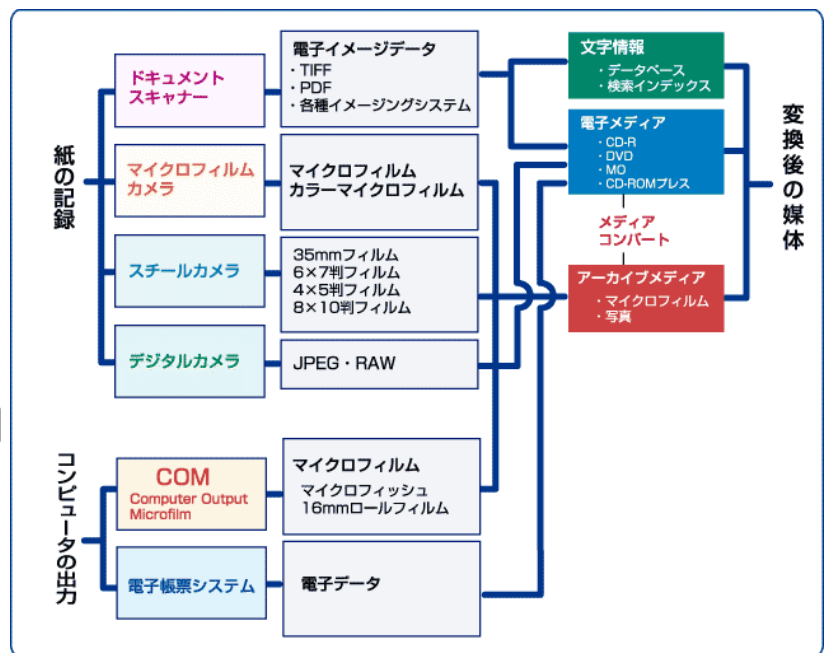 紙の記録
ドキュメント
スキャナー
電子イメージデータ
・TIFF
・PDF
・各種イメージングシステム
マイクロフィルム
カメラ
マイクロフィルム
カラーマイクロフィルム
スチールカメラ
35mmフィルム
6×7判フィルム
4×5判フィルム
8×10判フィルム
デジタルカメラ
JPEG・RAW
コンピュータの出力
COM
Computer Output
Microfilm
マイクロフィルム
マイクロフィッシュ
16mmロールフィルム
電子帳票システム
電子データ
文字情報
・データベース
・検索インデックス
電子メディア
・CD-R
・DVD
・MO
・CD-ROMプレス
メディア
コンバート
アーカイブメディア
・マイクロフィルム
・写真
変換後の媒体